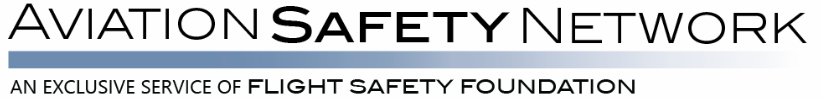 AVIATION SAFETY NETWORK
AN EXCLUSIVE SERVICE OF FLIGHT SAFETY FOUNDATION